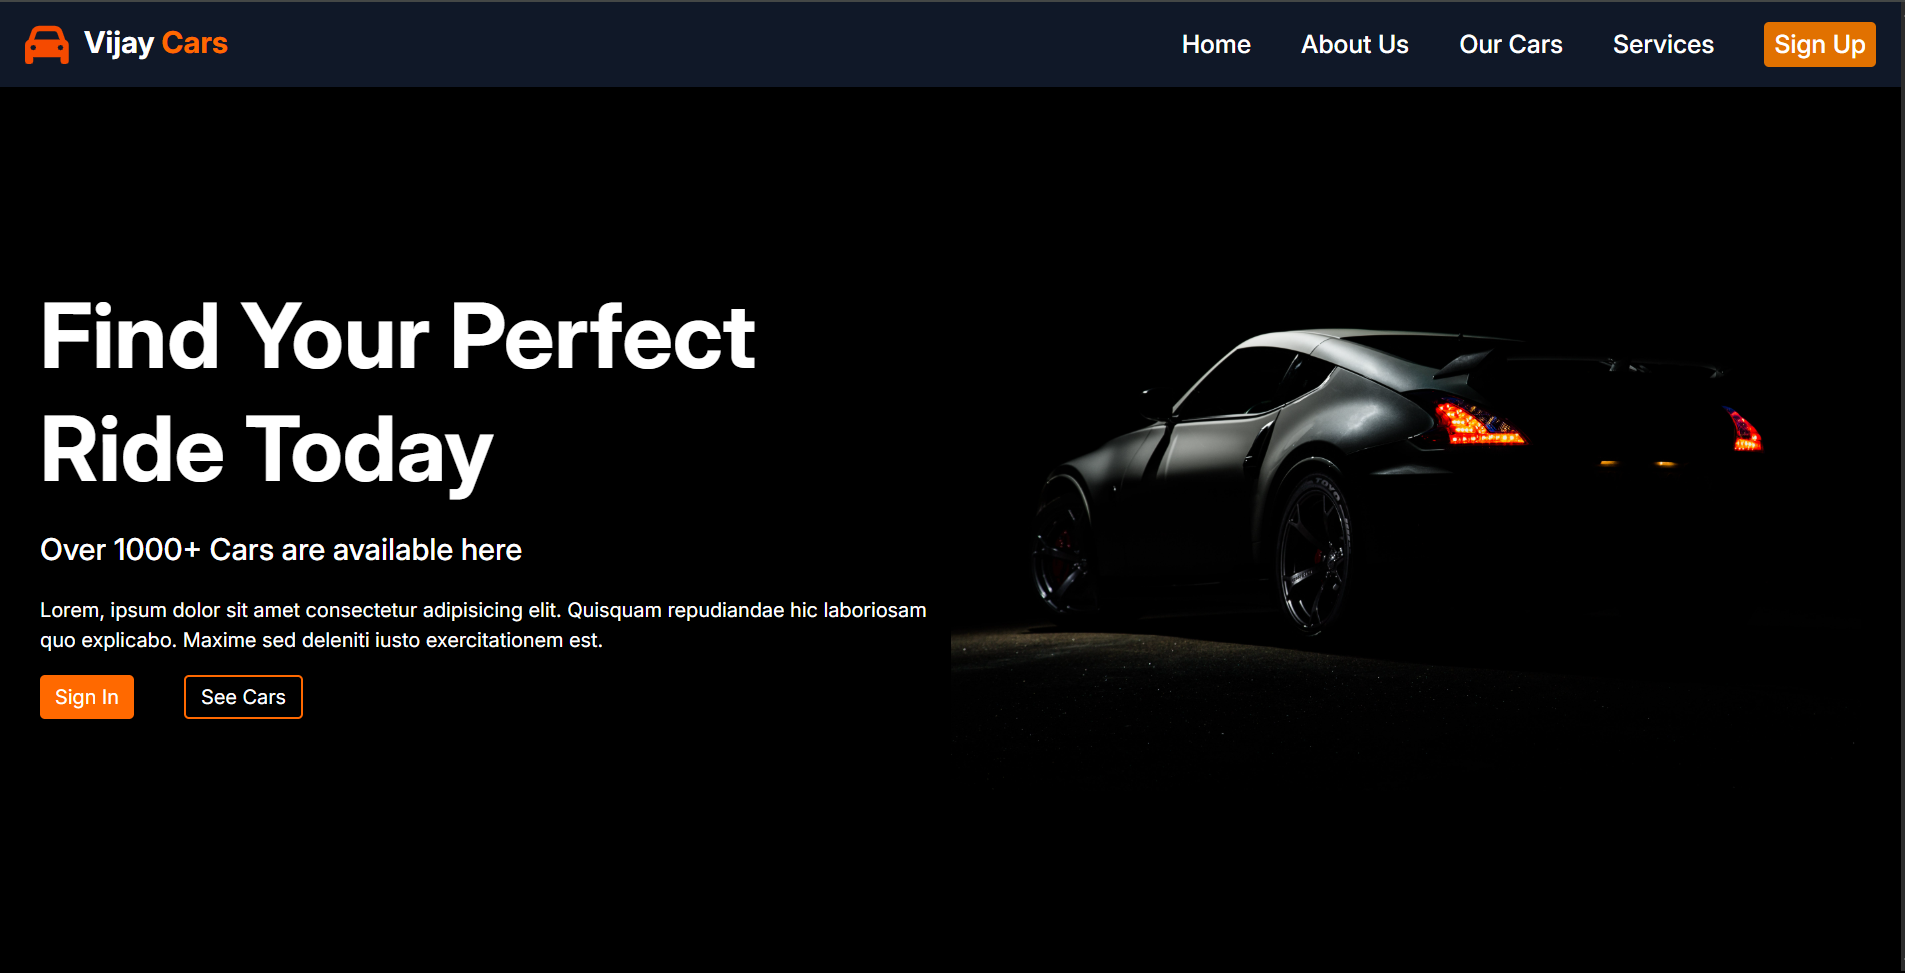 Vijay Cars
Home
About Us
Our Cars
Services
Sign Up
Find Your Perfect
Ride Today
Over 1000+ Cars are available here
Lorem, ipsum dolor sit amet consectetur adipisicing elit. Quisquam repudiandae hic laboriosam
quo explicabo. Maxime sed deleniti iusto exercitationem est.
Sign In
See Cars
TOYO